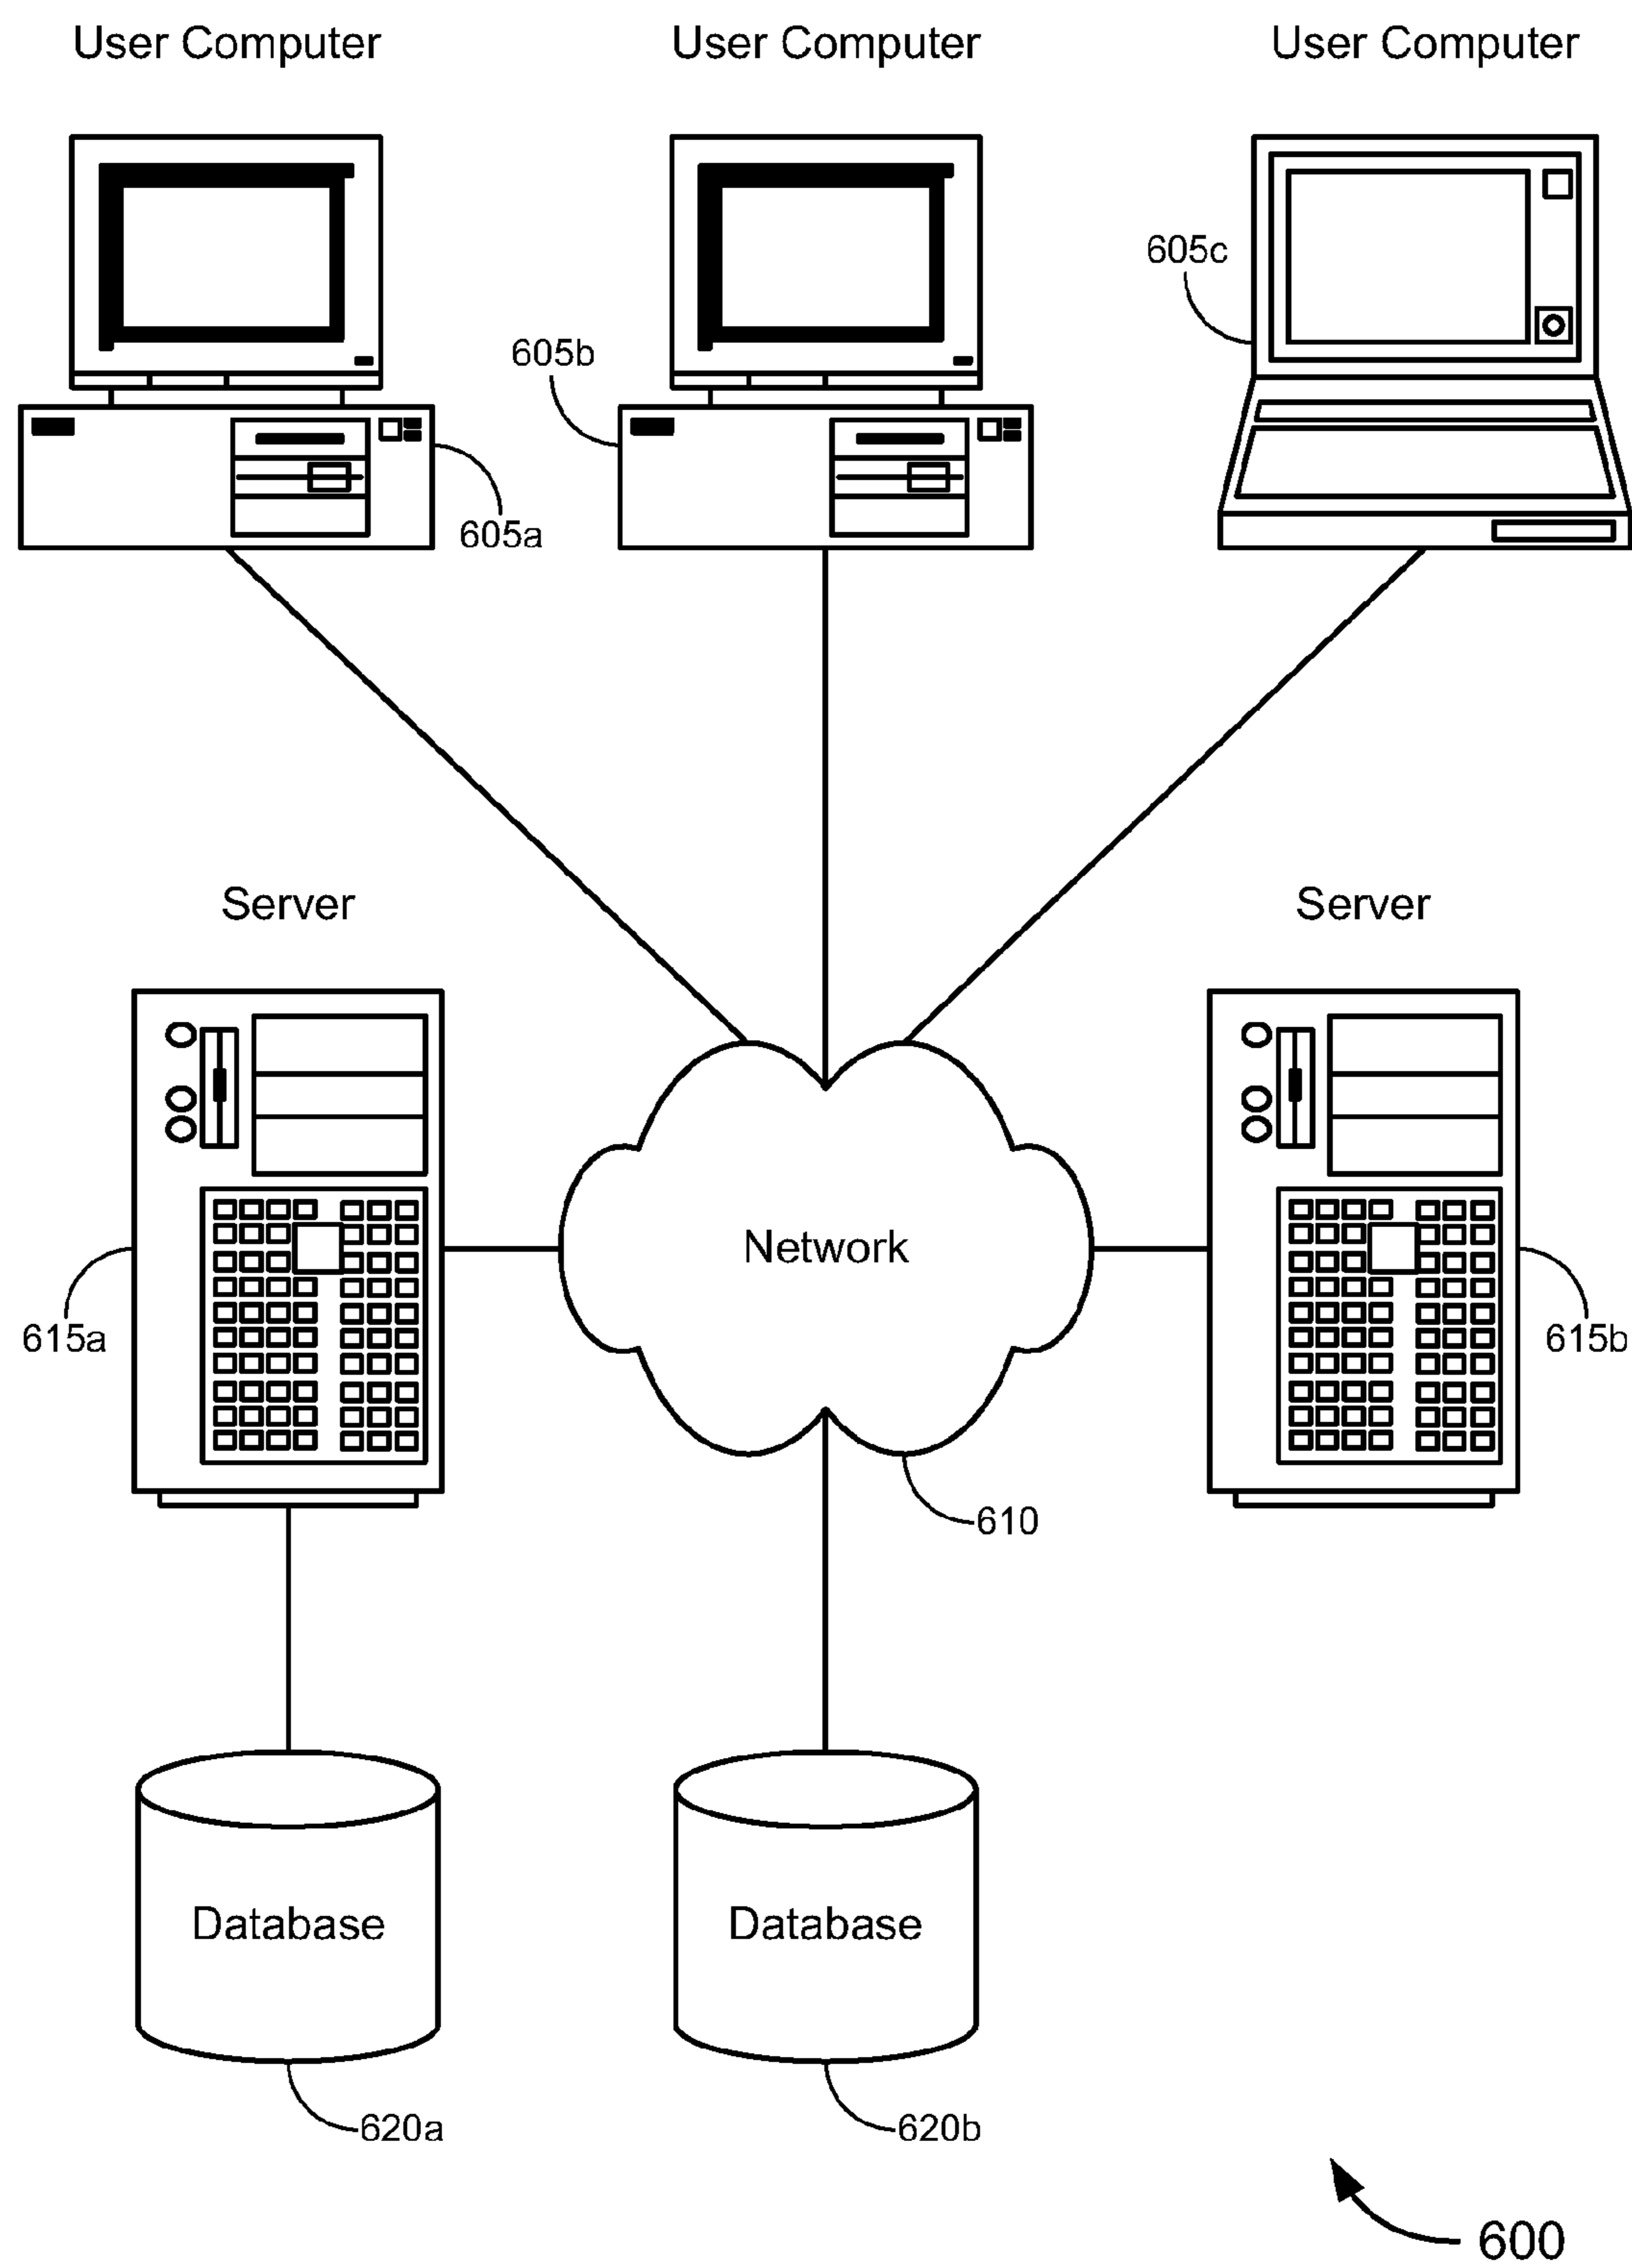 User Computer
User Computer
User Computer
605c
605b
605a
Server
Server
Network
615a
615b
610
Database
Database
620a
620b
600